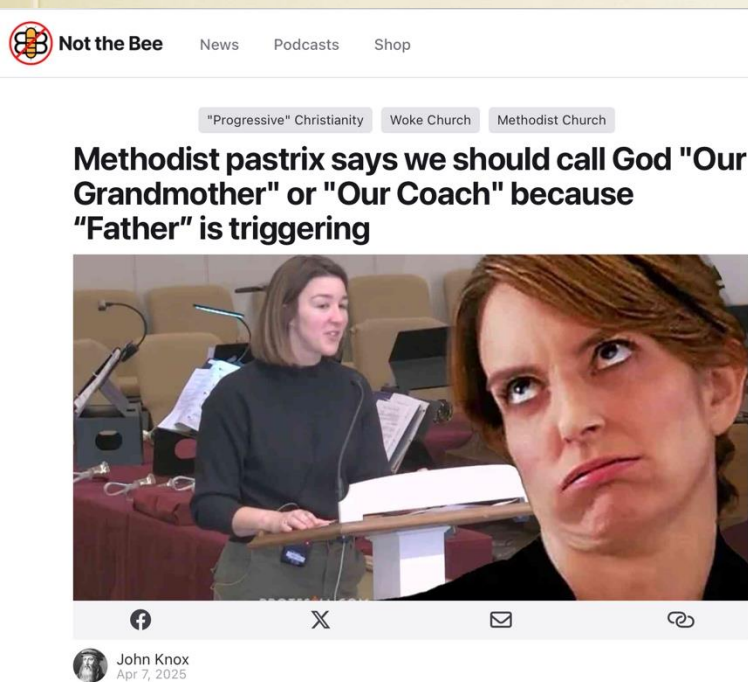 Not the Bee News Podcasts Shop
"Progressive" Christianity Woke Church Methodist Church
Methodist pastrix says we should call God "Our
Grandmother" or "Our Coach" because
“Father” is triggering
John Knox
Apr 7, 2025